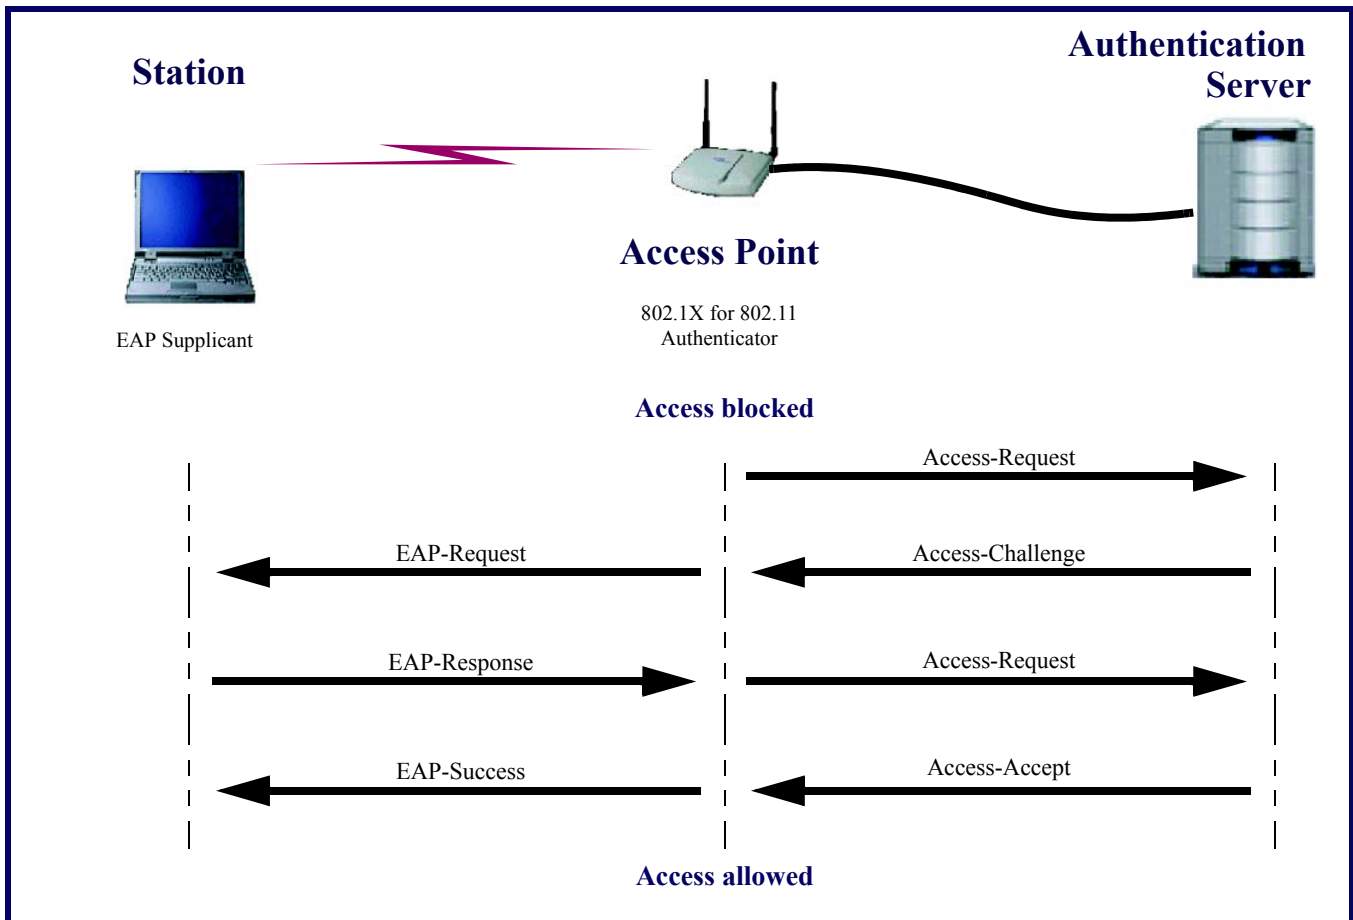 Station
Authentication
Server
Access Point
802.1X for 802.11
Authenticator
EAP Supplicant
Access blocked
Access-Request
EAP-Request
Access-Challenge
EAP-Response
Access-Request
EAP-Success
Access-Accept
Access allowed